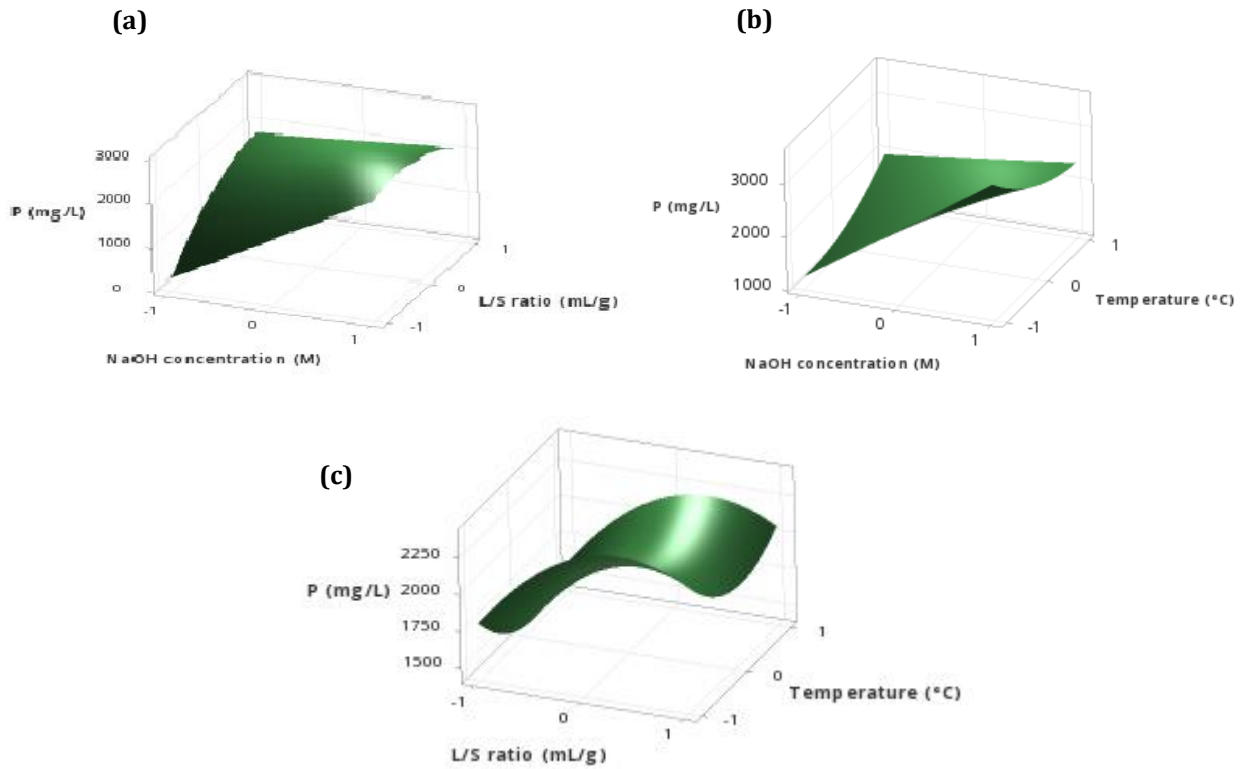 (a)
(b)
3000
P (mg/L)
2000
1000
0
-1
0
1
NaOH concentration (M)
-1
0
1
L/S ratio (mL/g)
3000
P (mg/L)
2000
1000
-1
0
1
NaOH concentration (M)
-1
0
1
Temperature (°C)
(c)
2250
P (mg/L)
2000
1750
1500
-1
0
1
L/S ratio (mL/g)
-1
0
1
Temperature (°C)